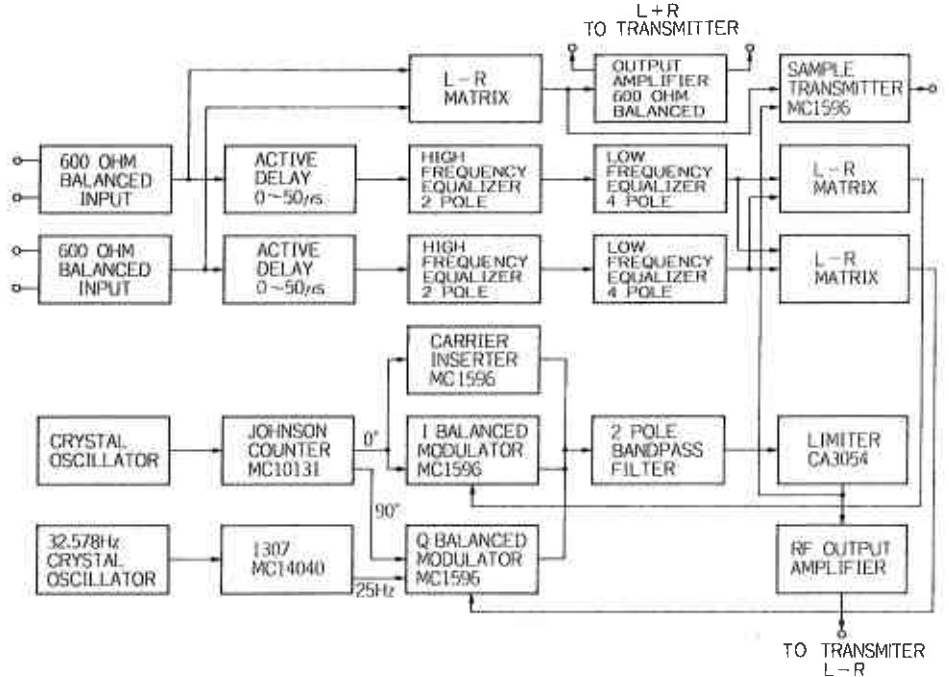 L+R
TO TRANSMITTER
L-R
MATRIX
OUTPUT
AMPLIFIER
600 OHM
BALANCED
SAMPLE
TRANSMITTER
MC1596
600 OHM
BALANCED
INPUT
ACTIVE
DELAY
0~50μs
HIGH
FREQUENCY
EQUALIZER
2 POLE
LOW
FREQUENCY
EQUALIZER
4 POLE
L-R
MATRIX
600 OHM
BALANCED
INPUT
ACTIVE
DELAY
0~50μs
HIGH
FREQUENCY
EQUALIZER
2 POLE
LOW
FREQUENCY
EQUALIZER
4 POLE
L-R
MATRIX
CARRIER
INSERTER
MC1596
CRYSTAL
OSCILLATOR
JOHNSON
COUNTER
MC10131
0°
I BALANCED
MODULATOR
MC1596
2 POLE
BANDPASS
FILTER
LIMITER
CA3054
90°
32.578Hz
CRYSTAL
OSCILLATOR
1307
MC14040
25Hz
Q BALANCED
MODULATOR
MC1596
RF OUTPUT
AMPLIFIER
TO TRANSMITER
L-R